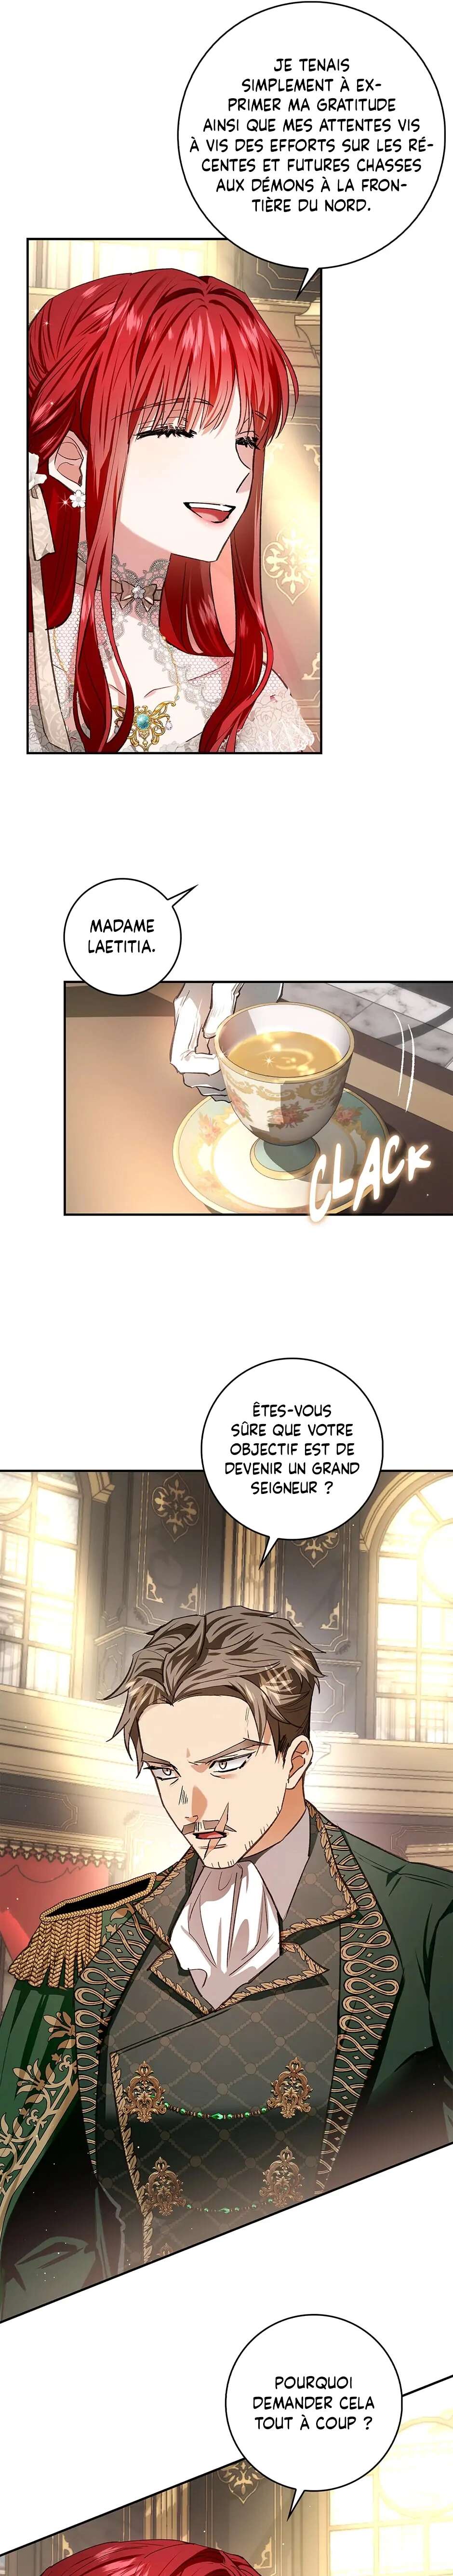 JE TENAIS
SIMPLEMENT À EX-
PRIMER MA GRATITUDE
AINSI QUE MES ATTENTES VIS
À VIS DES EFFORTS SUR LES RÉ-
CENTES ET FUTURES CHASSES
AUX DÉMONS À LA FRON-
TIÈRE DU NORD.
MADAME
LAETITIA.
CLACK
ÊTES-VOUS
SÛRE QUE VOTRE
OBJECTIF EST DE
DEVENIR UN GRAND
SEIGNEUR ?
POURQUOI
DEMANDER CELA
TOUT À COUP ?